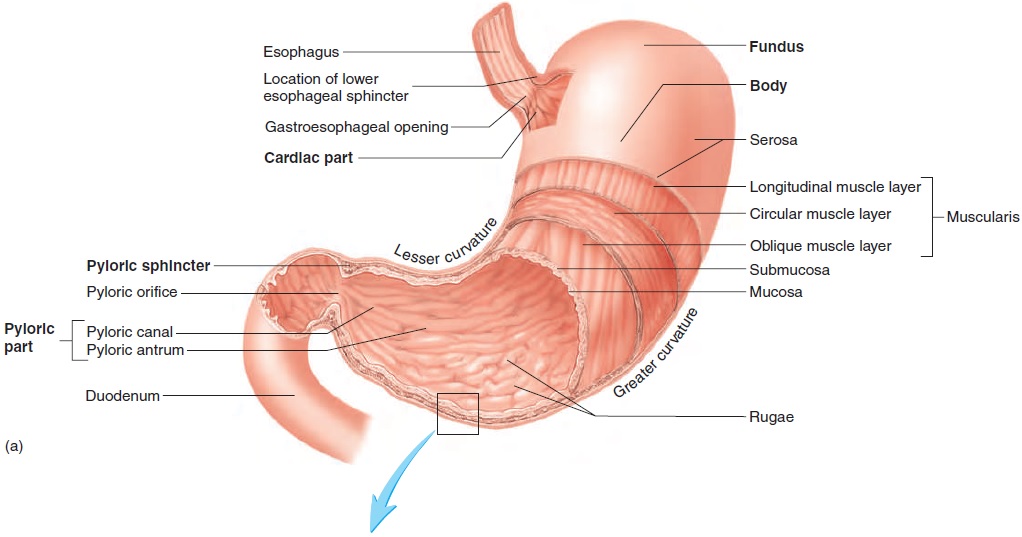 Esophagus
Location of lower
esophageal sphincter
Gastroesophageal opening
Cardiac part
Fundus
Body
Serosa
Longitudinal muscle layer
Circular muscle layer
Oblique muscle layer
Muscularis
Submucosa
Mucosa
Lesser curvature
Pyloric sphincter
Pyloric orifice
Pyloric
part
Pyloric canal
Pyloric antrum
Duodenum
Greater curvature
Rugae
(a)